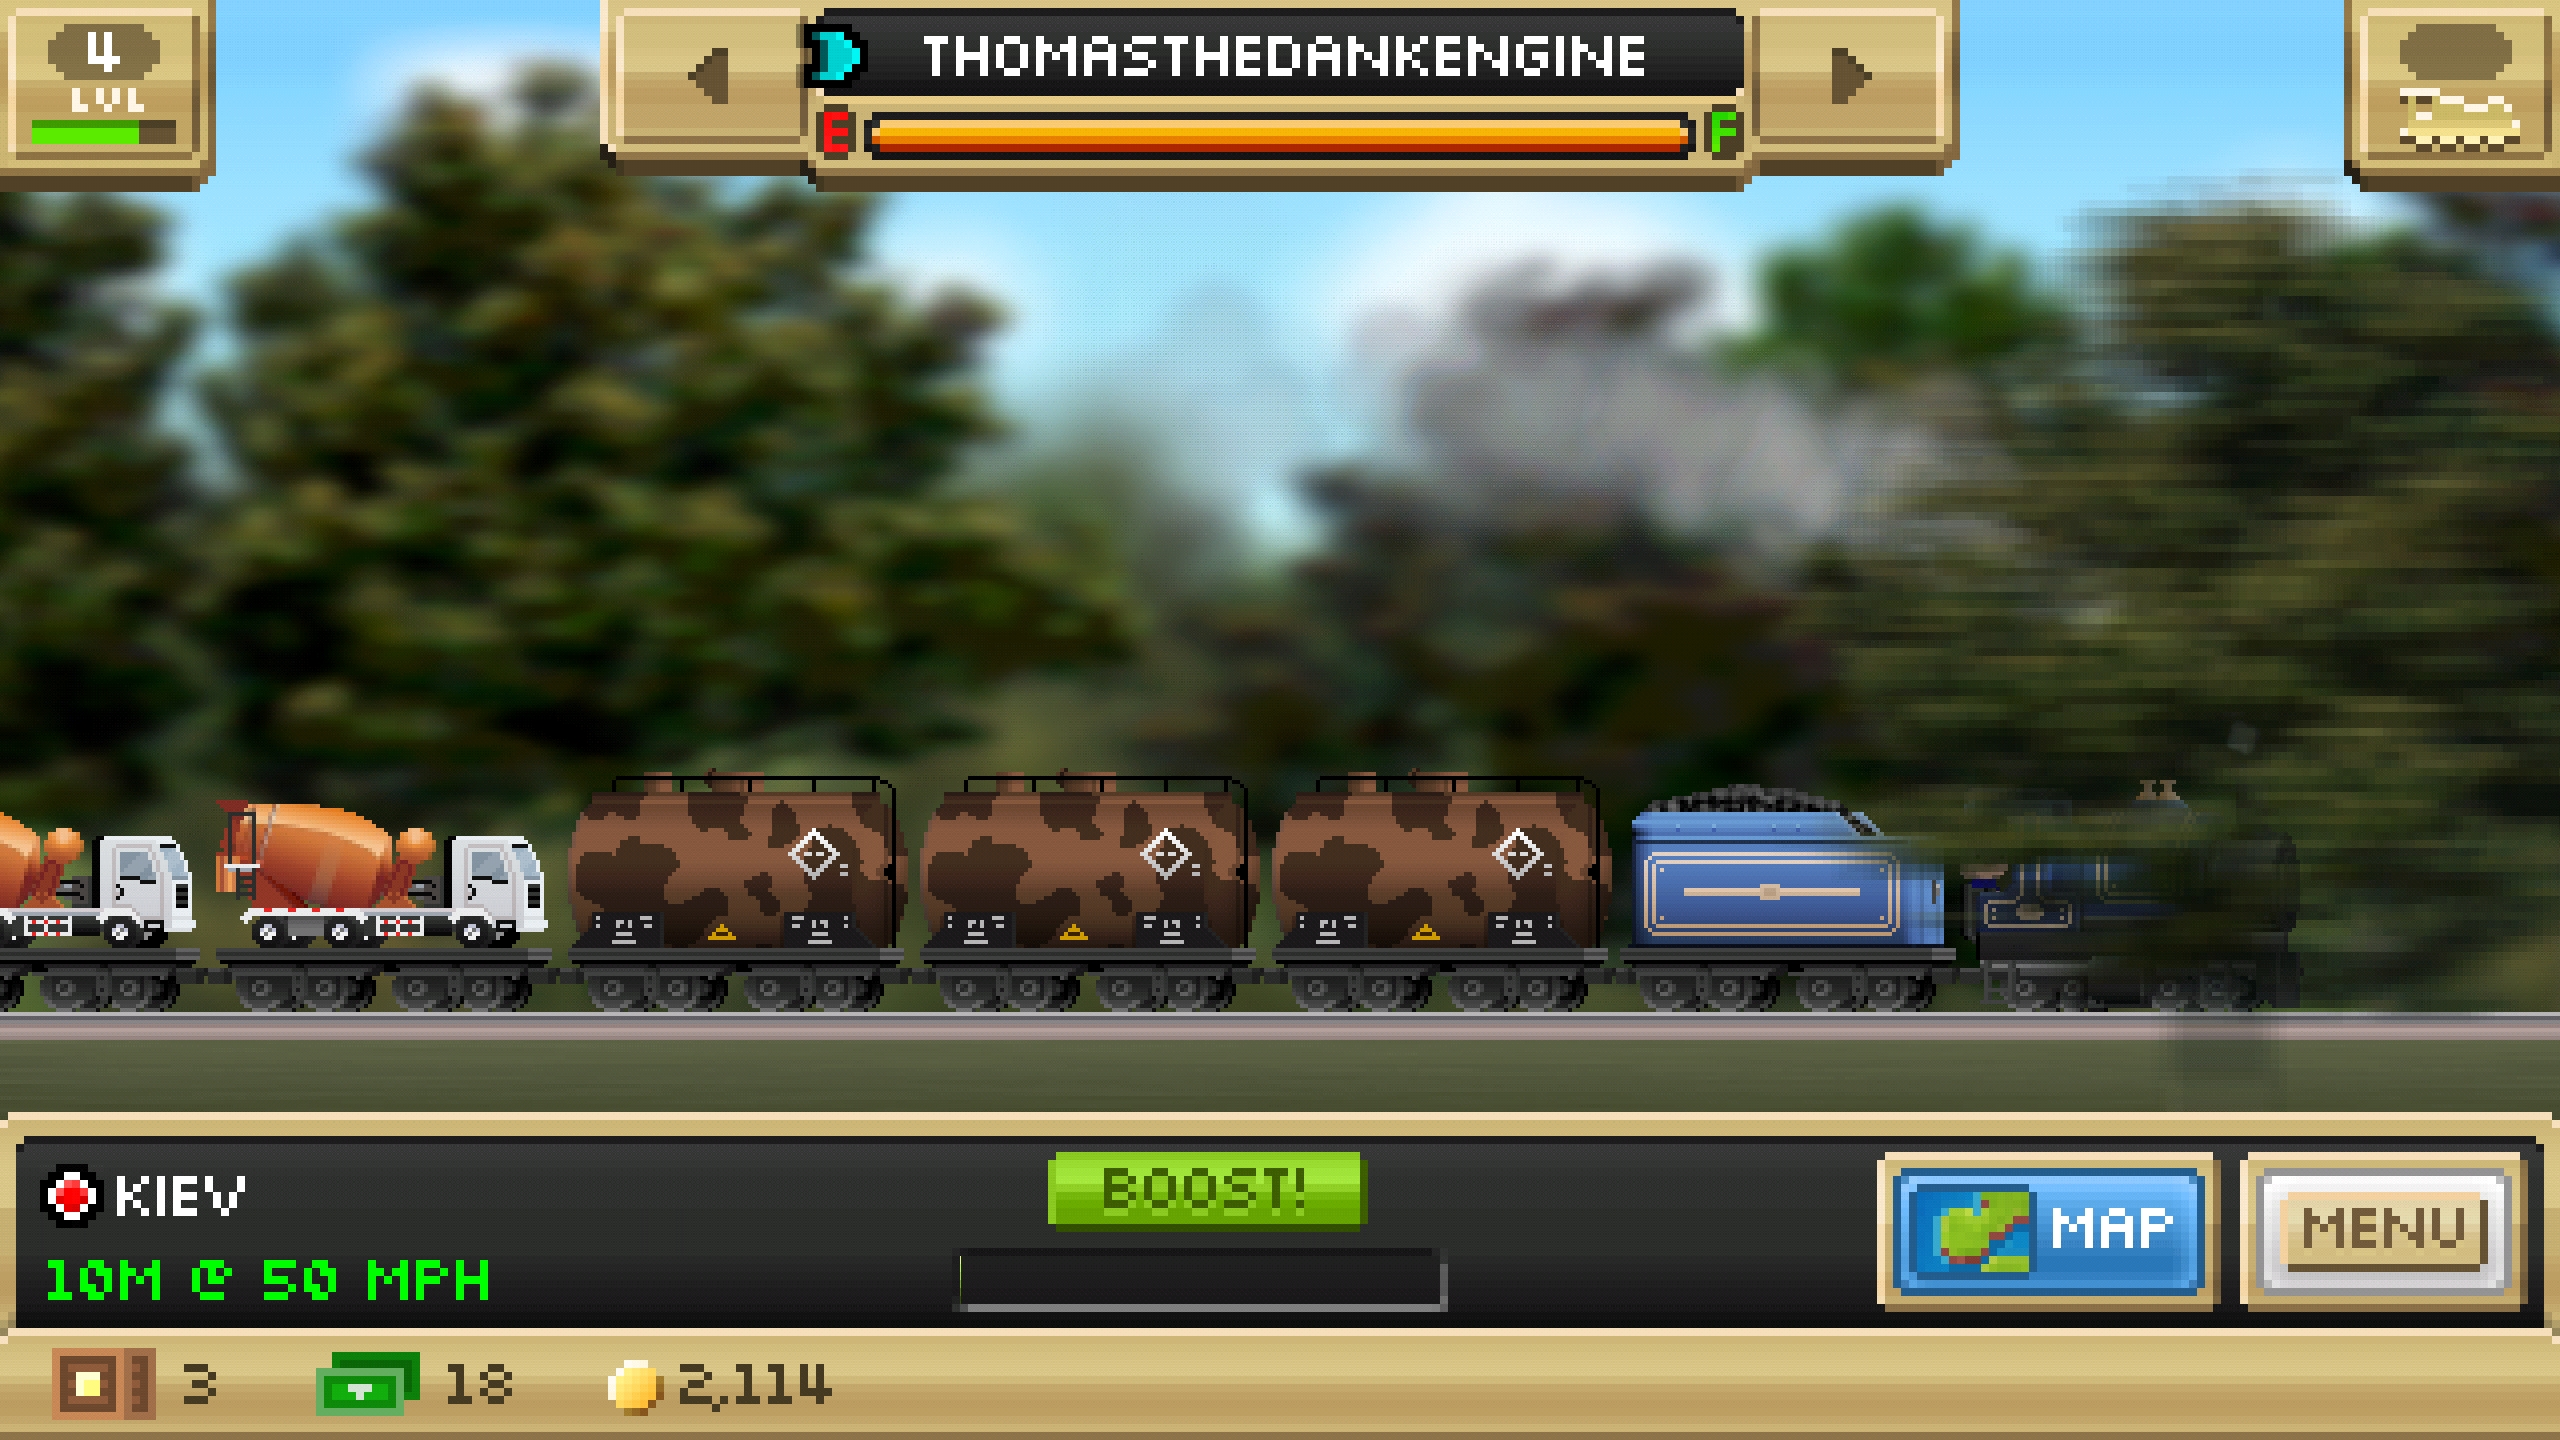 4
LVL
THOMASTHEDANKENGINE
E F
KIEV
10M @ 50 MPH
BOOST!
MAP
MENU
3
18
2,114